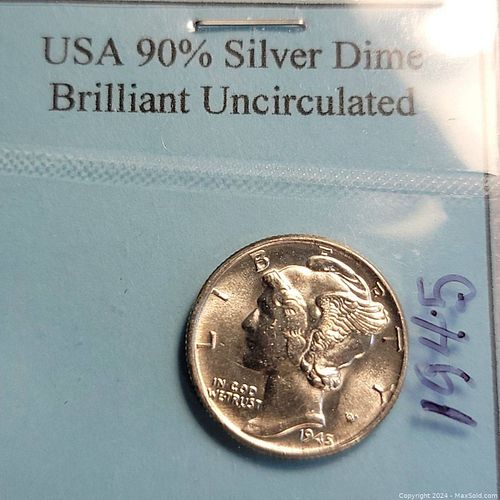 USA 90% Silver Dime
Brilliant Uncirculated
LIBERTY
IN GOD
WE TRUST
1945
1945
Copyright 2024 - MaxSold.com